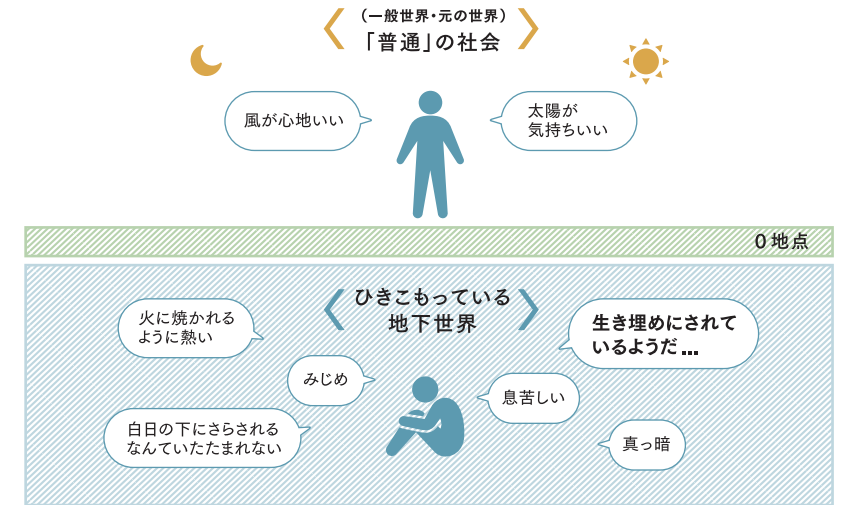 （一般世界・元の世界）
「普通」の社会
風が心地いい
太陽が
気持ちいい
0地点
ひきこもっている
地下世界
火に焼かれる
ように熱い
生き埋めにされて
いるようだ...
みじめ
息苦しい
白日の下にさらされる
なんていたたまれない
真っ暗